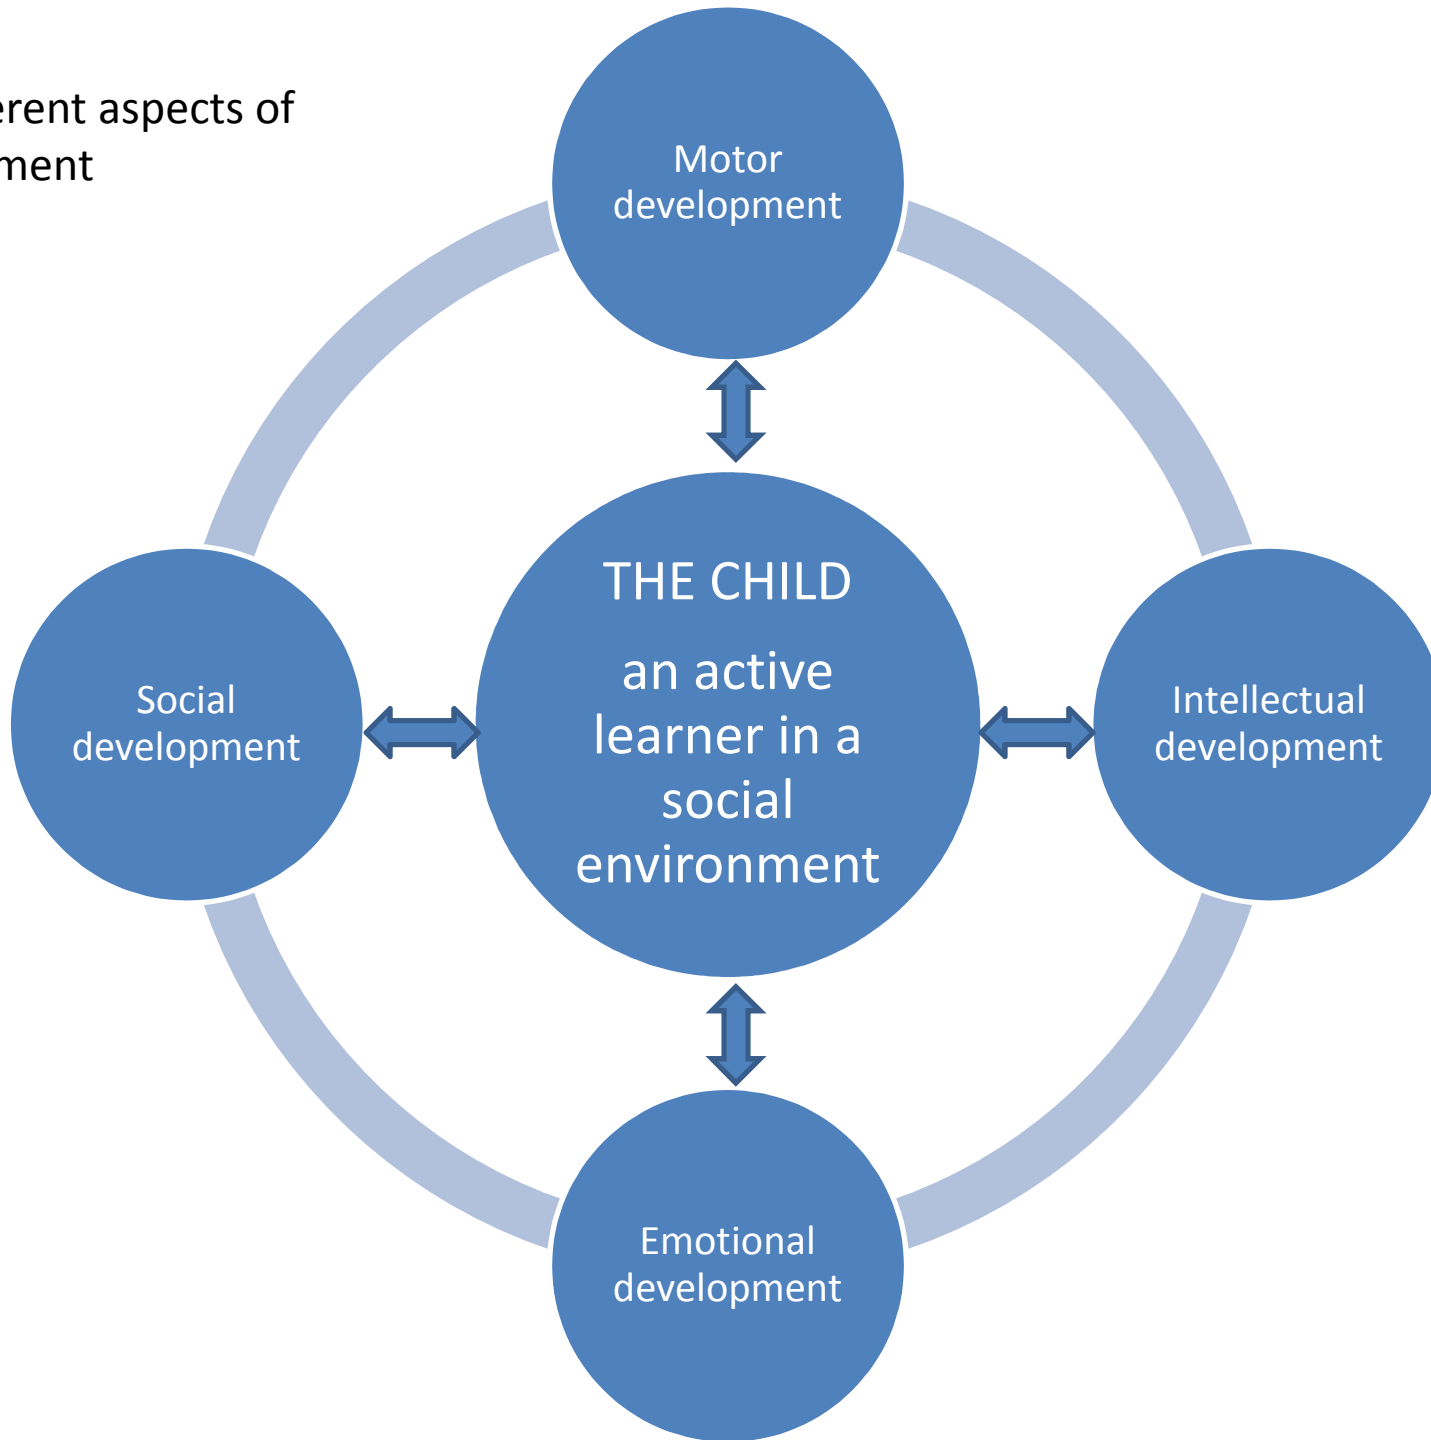 erent aspects of
ment
Motor
development
THE CHILD
an active
learner in a
social
environment
Social
development
Intellectual
development
Emotional
development